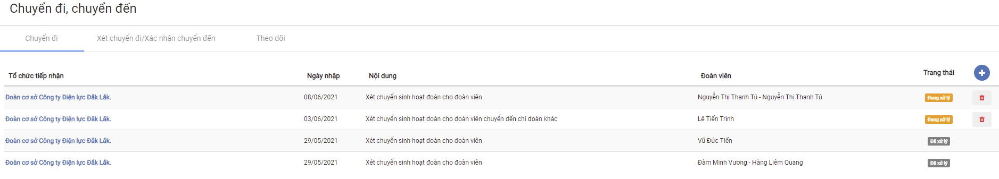 Chuyển đi, chuyển đến
Chuyển đi Xét chuyển đi/Xác nhận chuyển đến Theo dõi
Tổ chức tiếp nhận Ngày nhập Nội dung Đoàn viên Trang thái
Đoàn cơ sở Công ty Điện lực Đắk Lắk. 08/06/2021 Xét chuyển sinh hoạt đoàn cho đoàn viên Nguyễn Thị Thanh Tú - Nguyễn Thị Thanh Tú Đang xử lý
Đoàn cơ sở Công ty Điện lực Đắk Lắk. 03/06/2021 Xét chuyển sinh hoạt đoàn cho đoàn viên chuyển đến chi đoàn khác Lê Tiến Trình Đang xử lý
Đoàn cơ sở Công ty Điện lực Đắk Lắk. 29/05/2021 Xét chuyển sinh hoạt đoàn cho đoàn viên Vũ Đức Tiến Đã xử lý
Đoàn cơ sở Công ty Điện lực Đắk Lắk. 29/05/2021 Xét chuyển sinh hoạt đoàn cho đoàn viên Đàm Minh Vương - Hàng Liêm Quang Đã xử lý